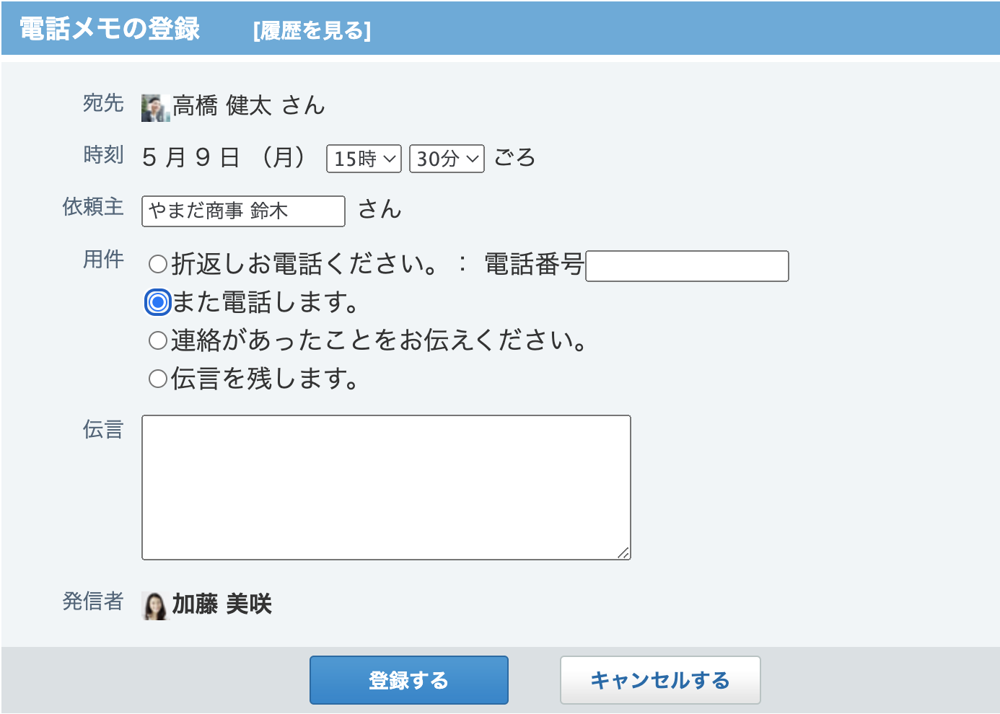 電話メモの登録 [履歴を見る]
宛先 高橋 健太 さん
時刻 5 月 9 日 （月） 15時 30分 ごろ
依頼主 やまだ商事 鈴木 さん
用件 折返しお電話ください。： 電話番号
また電話します。
連絡があったことをお伝えください。
伝言を残します。
伝言
発信者 加藤 美咲
登録する キャンセルする